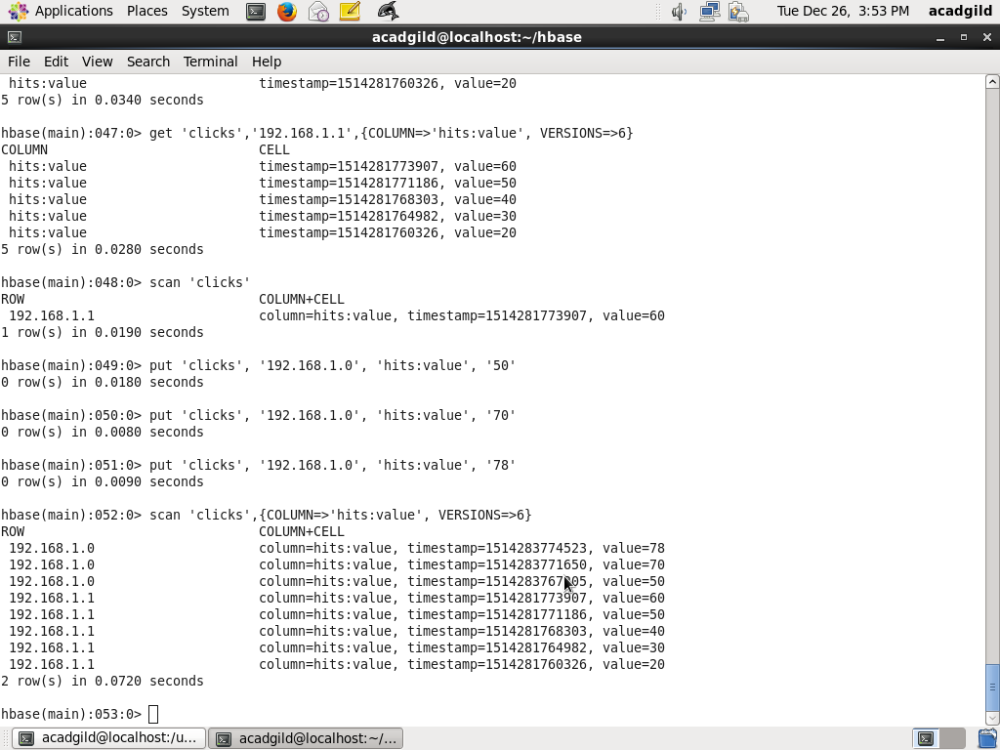 Applications Places System Tue Dec 26, 3:53 PM acadgild
acadgild@localhost:~/hbase
File Edit View Search Terminal Help
hits:value timestamp=1514281760326, value=20
5 row(s) in 0.0340 seconds
hbase(main):047:0> get 'clicks','192.168.1.1',{COLUMN=>'hits:value', VERSIONS=>6}
COLUMN CELL
hits:value timestamp=1514281773907, value=60
hits:value timestamp=1514281771186, value=50
hits:value timestamp=1514281768303, value=40
hits:value timestamp=1514281764982, value=30
hits:value timestamp=1514281760326, value=20
5 row(s) in 0.0280 seconds
hbase(main):048:0> scan 'clicks'
ROW COLUMN+CELL
192.168.1.1 column=hits:value, timestamp=1514281773907, value=60
1 row(s) in 0.0190 seconds
hbase(main):049:0> put 'clicks', '192.168.1.0', 'hits:value', '50'
0 row(s) in 0.0180 seconds
hbase(main):050:0> put 'clicks', '192.168.1.0', 'hits:value', '70'
0 row(s) in 0.0080 seconds
hbase(main):051:0> put 'clicks', '192.168.1.0', 'hits:value', '78'
0 row(s) in 0.0090 seconds
hbase(main):052:0> scan 'clicks',{COLUMN=>'hits:value', VERSIONS=>6}
ROW COLUMN+CELL
192.168.1.0 column=hits:value, timestamp=1514283774523, value=78
192.168.1.0 column=hits:value, timestamp=1514283771650, value=70
192.168.1.0 column=hits:value, value=50
192.168.1.1 column=hits:value, timestamp=1514281773907, value=60
192.168.1.1 column=hits:value, timestamp=1514281771186, value=50
192.168.1.1 column=hits:value, timestamp=1514281768303, value=40
192.168.1.1 column=hits:value, timestamp=1514281764982, value=30
192.168.1.1 column=hits:value, timestamp=1514281760326, value=20
2 row(s) in 0.0720 seconds
hbase(main):053:0>
acadgild@localhost:/u... acadgild@localhost:~/...